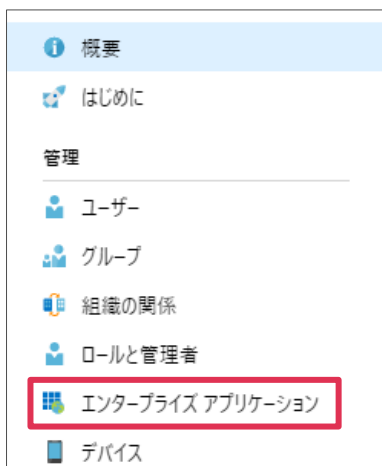 概要
はじめに
管理
ユーザー
グループ
組織の関係
ロールと管理者
エンタープライズ アプリケーション
デバイス